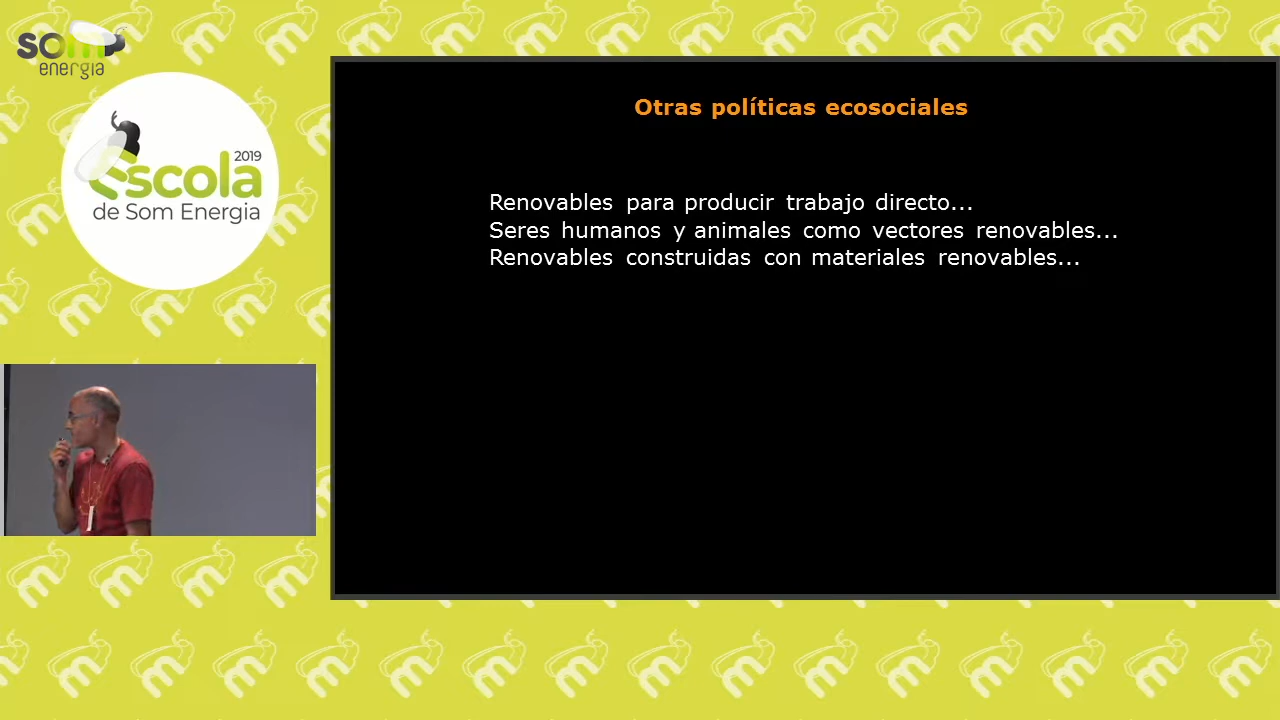 som
energia
2019
Escola
de Som Energia
Otras políticas ecosociales
Renovables para producir trabajo directo...
Seres humanos y animales como vectores renovables...
Renovables construidas con materiales renovables...